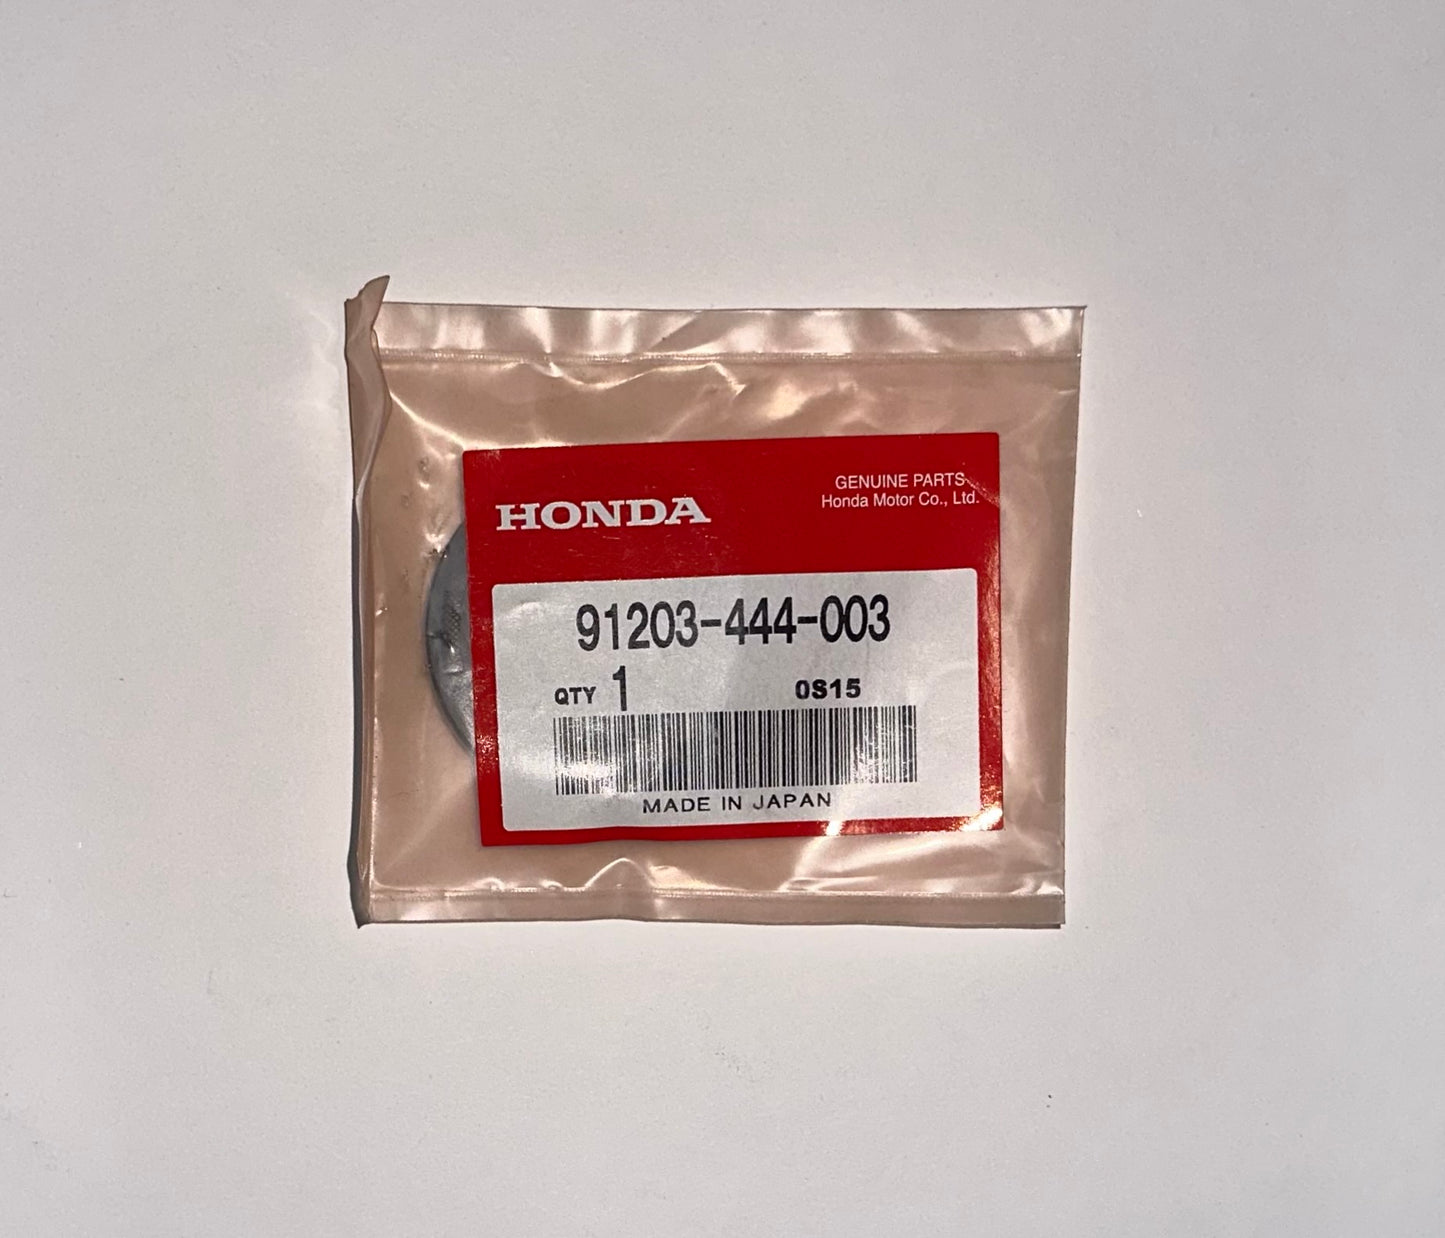 HONDA
GENUINE PARTS
Honda Motor Co., Ltd.
91203-444-003
QTY 1 0S15
MADE IN JAPAN